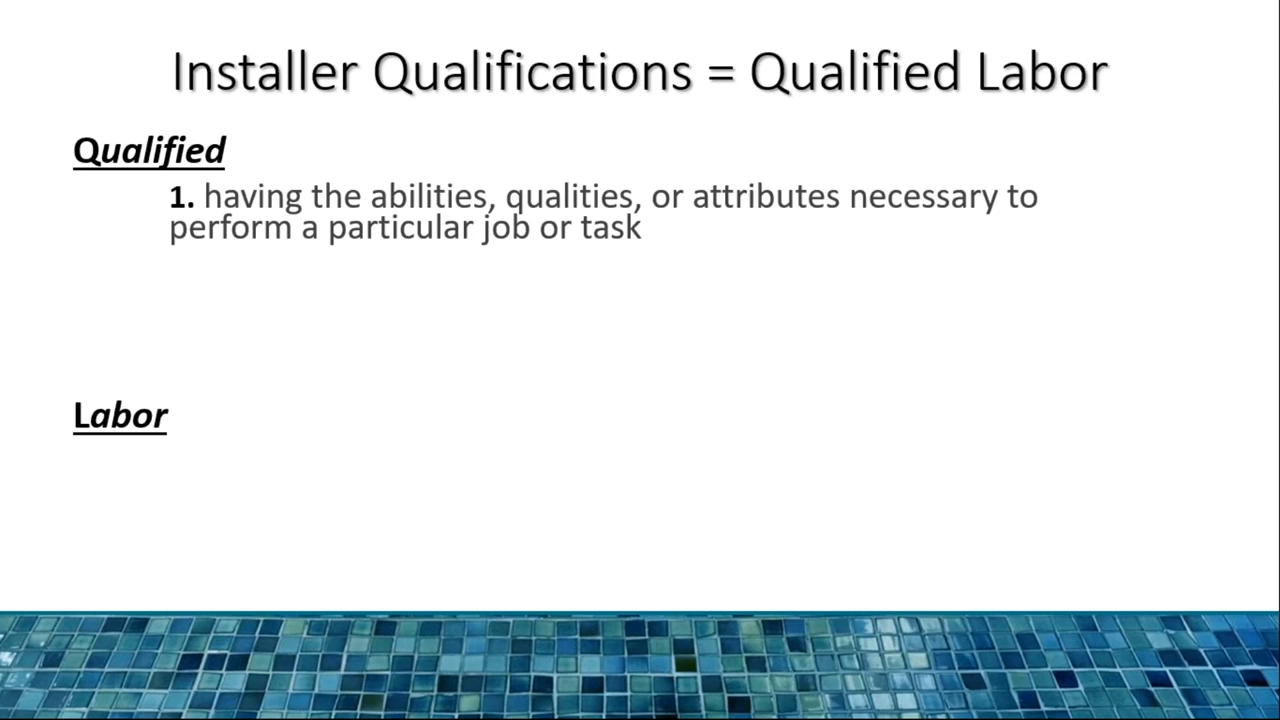 Installer Qualifications = Qualified Labor
Qualified
1. having the abilities, qualities, or attributes necessary to
perform a particular job or task
Labor